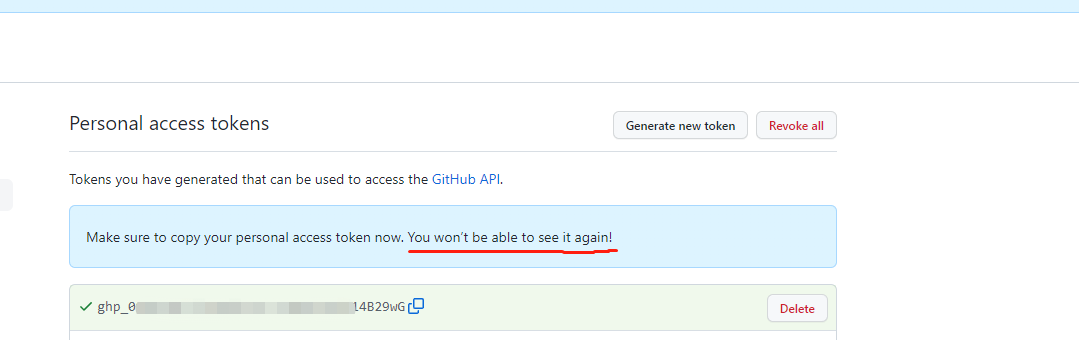 Personal access tokens
Generate new token
Revoke all
Tokens you have generated that can be used to access the GitHub API.
Make sure to copy your personal access token now. You won't be able to see it again!
ghp_0
14B29wG
Delete